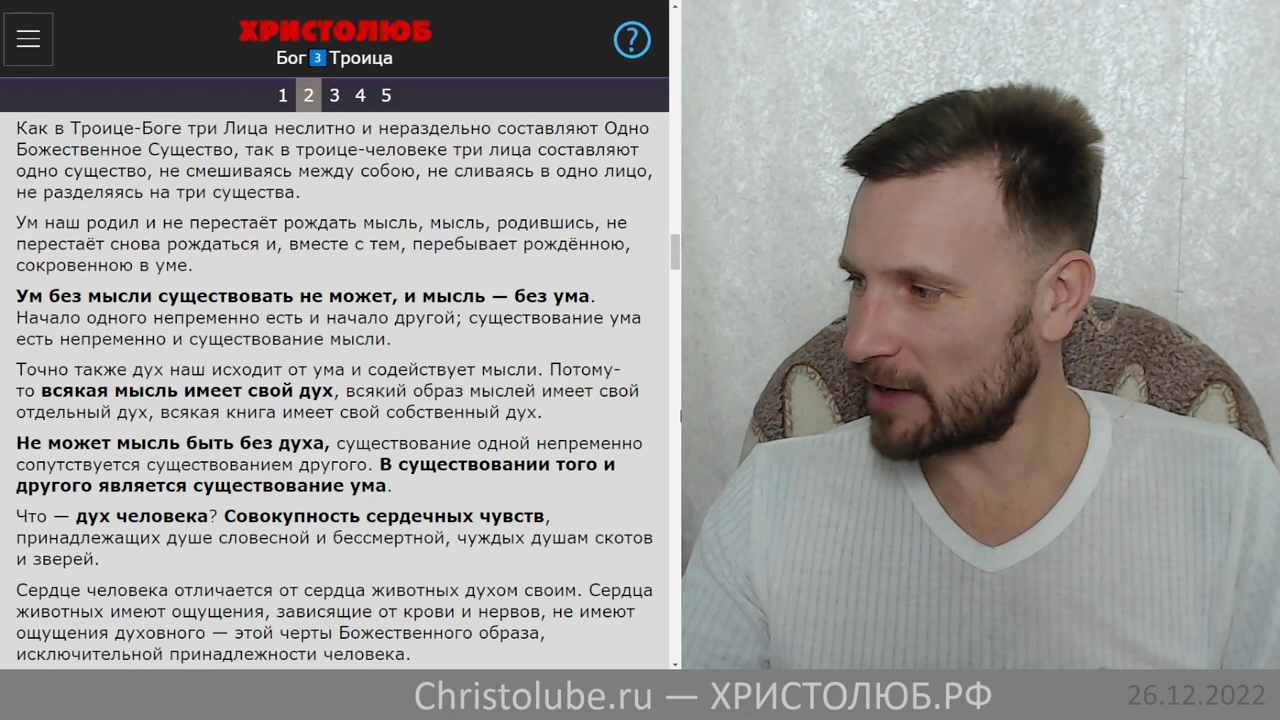 ХРИСТОЛЮБ
Бог 3 Троица
?
1 2 3 4 5
Как в Троице-Боге три Лица неслитно и нераздельно составляют Одно
Божественное Существо, так в троице-человеке три лица составляют
одно существо, не смешиваясь между собою, не сливаясь в одно лицо,
не разделяясь на три существа.
Ум наш родил и не перестаёт рождать мысль, мысль, родившись, не
перестаёт снова рождаться и, вместе с тем, перебывает рождённою,
сокровенною в уме.
Ум без мысли существовать не может, и мысль — без ума.
Начало одного непременно есть и начало другой; существование ума
есть непременно и существование мысли.
Точно также дух наш исходит от ума и содействует мысли. Потому-
то всякая мысль имеет свой дух, всякий образ мыслей имеет свой
отдельный дух, всякая книга имеет свой собственный дух.
Не может мысль быть без духа, существование одной непременно
сопутствуется существованием другого. В существовании того и
другого является существование ума.
Что — дух человека? Совокупность сердечных чувств,
принадлежащих душе словесной и бессмертной, чуждых душам скотов
и зверей.
Сердце человека отличается от сердца животных духом своим. Сердца
животных имеют ощущения, зависящие от крови и нервов, не имеют
ощущения духовного — этой черты Божественного образа,
исключительной принадлежности человека.
Christolube.ru — ХРИСТОЛЮБ.РФ
26.12.2022